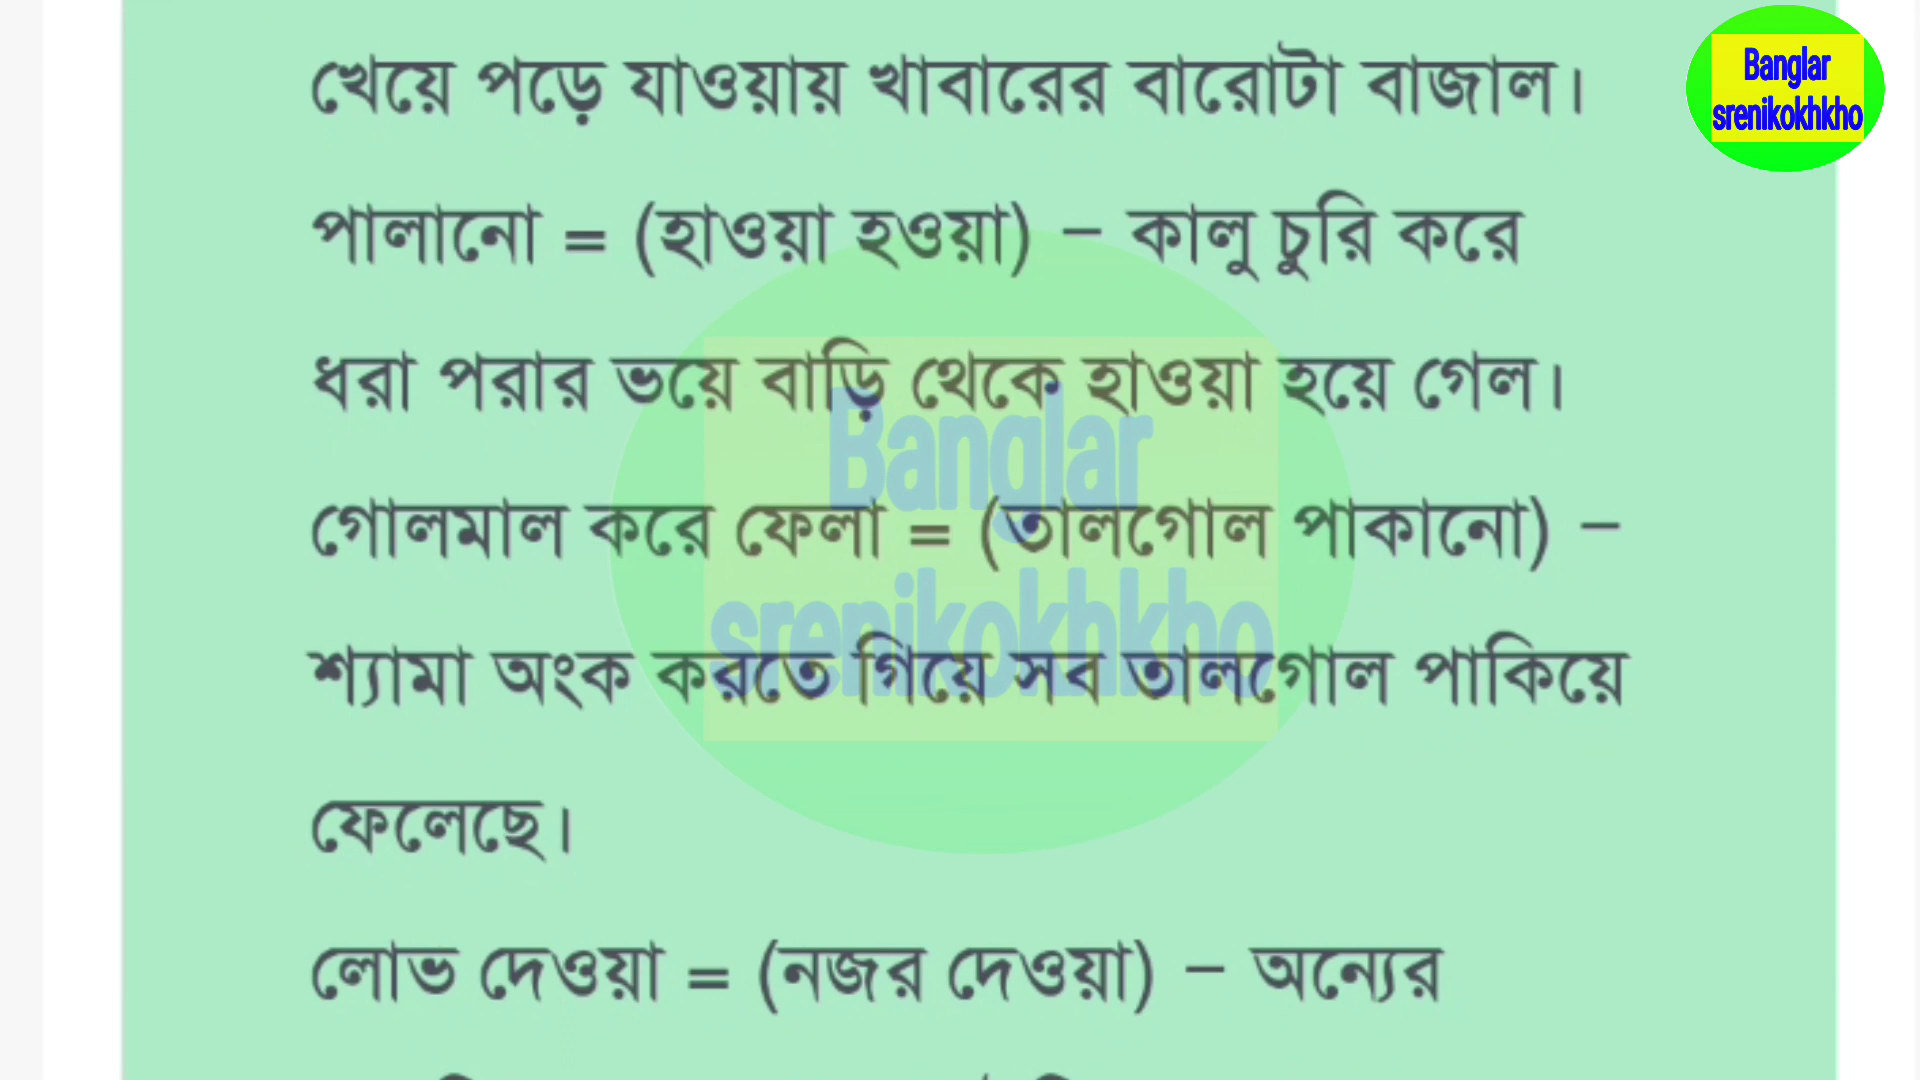 খেয়ে পড়ে যাওয়ায় খাবারের বারোটা বাজাল।
Banglar
srenikokhkho
পালানো = (হাওয়া হওয়া) – কালু চুরি করে
ধরা পরার ভয়ে বাড়ি থেকে হাওয়া হয়ে গেল।
Banglar
গোলমাল করে ফেলা = (তালগোল পাকানো) –
srenikokhkho
শ্যামা অংক করতে গিয়ে সব তালগোল পাকিয়ে
ফেলেছে।
লোভ দেওয়া = (নজর দেওয়া) – অন্যের